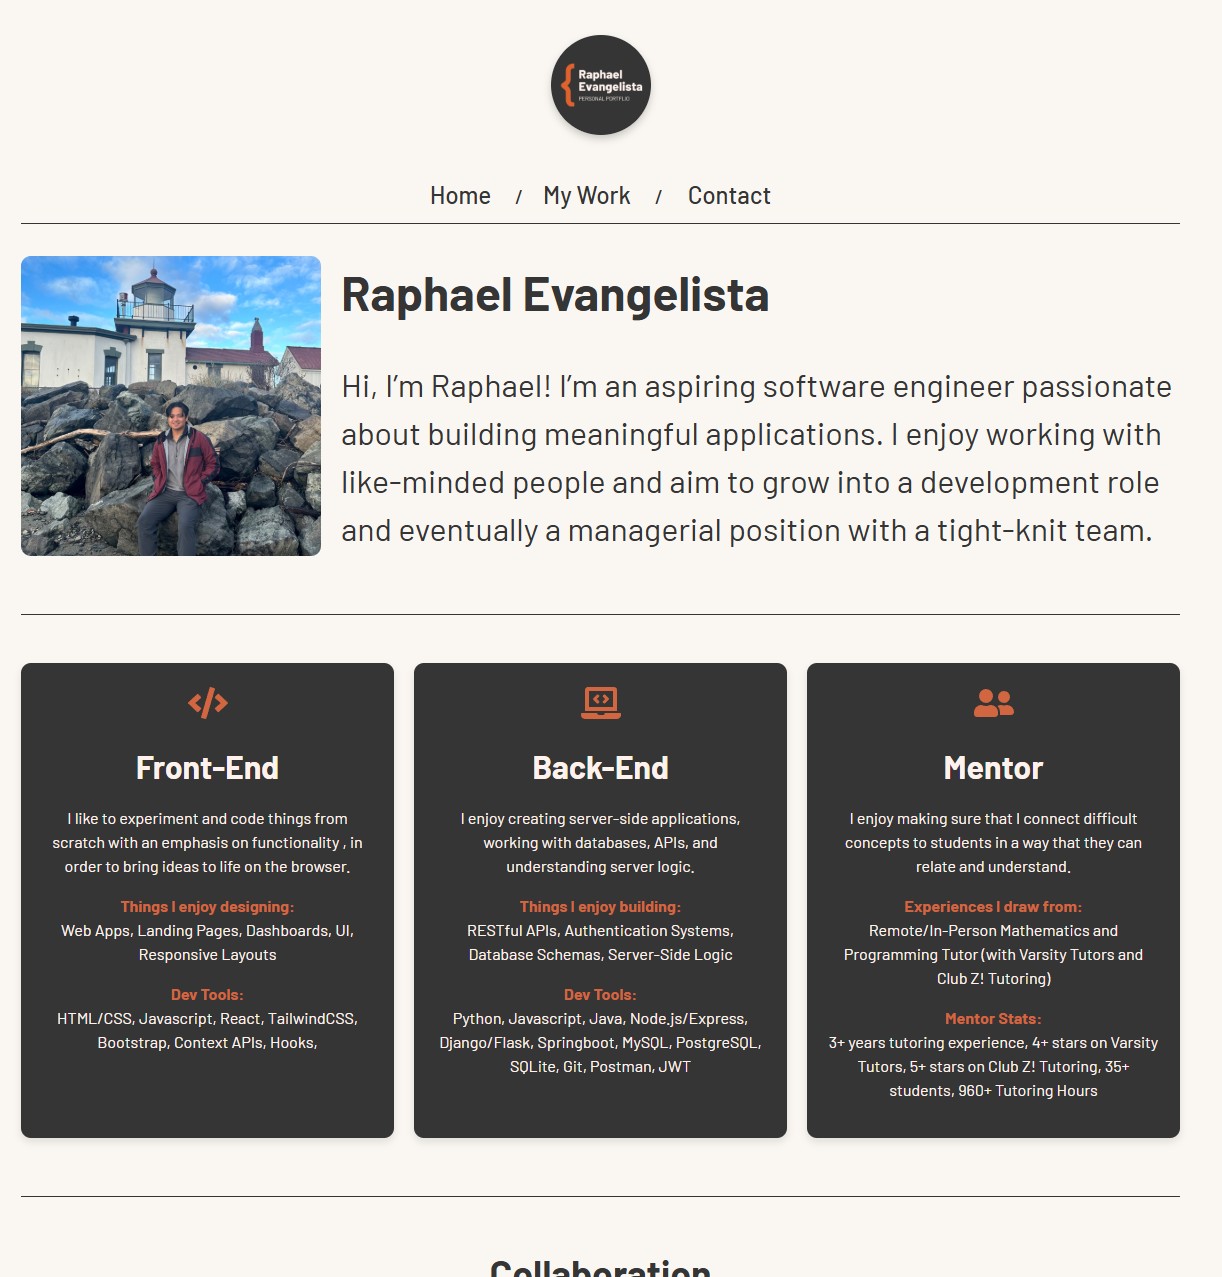 Raphael
Evangelista
PERSONAL PORTFLIO
Home / My Work / Contact
Raphael Evangelista
Hi, I’m Raphael! I’m an aspiring software engineer passionate
about building meaningful applications. I enjoy working with
like-minded people and aim to grow into a development role
and eventually a managerial position with a tight-knit team.
Front-End
I like to experiment and code things from
scratch with an emphasis on functionality , in
order to bring ideas to life on the browser.
Things I enjoy designing:
Web Apps, Landing Pages, Dashboards, UI,
Responsive Layouts
Dev Tools:
HTML/CSS, Javascript, React, TailwindCSS,
Bootstrap, Context APIs, Hooks,
Back-End
I enjoy creating server-side applications,
working with databases, APIs, and
understanding server logic.
Things I enjoy building:
RESTful APIs, Authentication Systems,
Database Schemas, Server-Side Logic
Dev Tools:
Python, Javascript, Java, Node.js/Express,
Django/Flask, Springboot, MySQL, PostgreSQL,
SQLite, Git, Postman, JWT
Mentor
I enjoy making sure that I connect difficult
concepts to students in a way that they can
relate and understand.
Experiences I draw from:
Remote/In-Person Mathematics and
Programming Tutor (with Varsity Tutors and
Club Z! Tutoring)
Mentor Stats:
3+ years tutoring experience, 4+ stars on Varsity
Tutors, 5+ stars on Club Z! Tutoring, 35+
students, 960+ Tutoring Hours
Collaboration